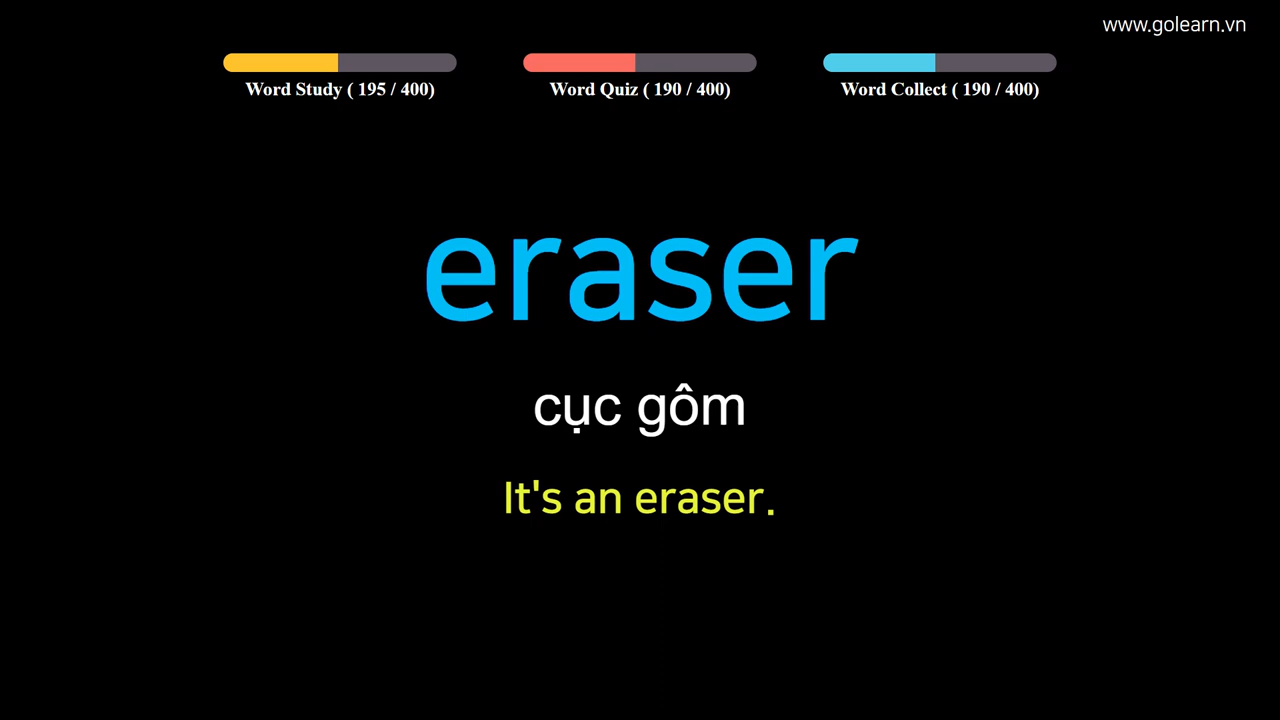 www.golearn.vn
Word Study ( 195 / 400)
Word Quiz ( 190 / 400)
Word Collect ( 190 / 400)
eraser
cục gôm
It's an eraser.